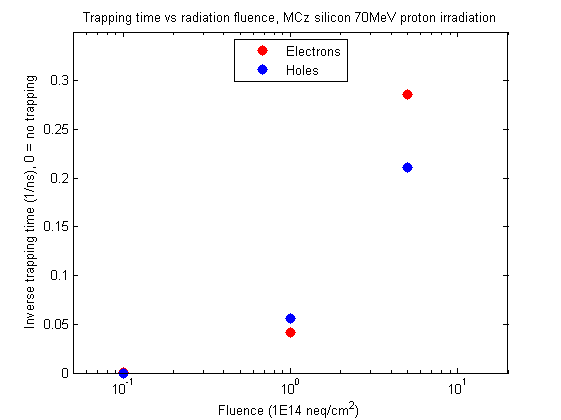 Trapping time vs radiation fluence, MCz silicon 70MeV proton irradiation
Electrons
Holes
Inverse trapping time (1/ns), 0 = no trapping
0.3
0.25
0.2
0.15
0.1
0.05
0
10^-1
10^0
10^1
Fluence (1E14 neq/cm^2)